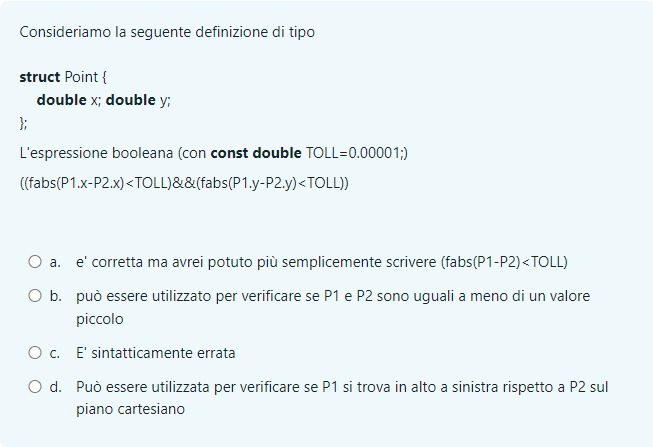 Consideriamo la seguente definizione di tipo
struct Point {
double x; double y;
};
L'espressione booleana (con const double TOLL=0.00001;)
((fabs(P1.x-P2.x)<TOLL)&&(fabs(P1.y-P2.y)<TOLL))
a. e' corretta ma avrei potuto più semplicemente scrivere (fabs(P1-P2)<TOLL)
b. può essere utilizzato per verificare se P1 e P2 sono uguali a meno di un valore
piccolo
c. E' sintatticamente errata
d. Può essere utilizzata per verificare se P1 si trova in alto a sinistra rispetto a P2 sul
piano cartesiano